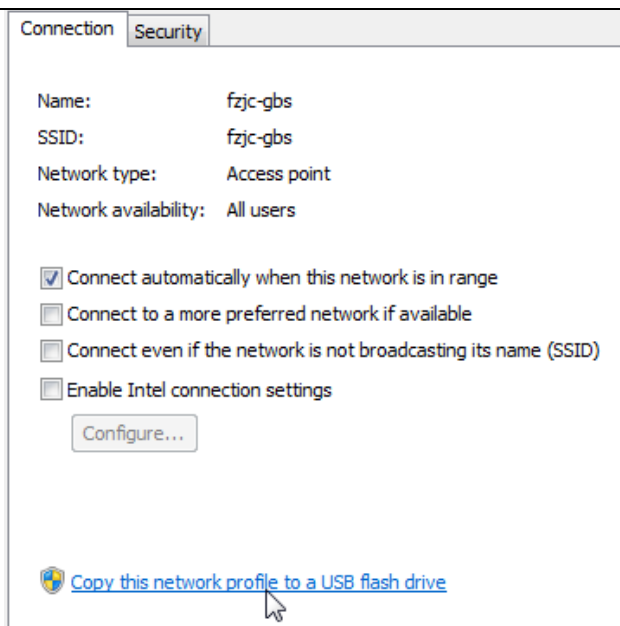 Connection Security
Name: fzjc-gbs
SSID: fzjc-gbs
Network type: Access point
Network availability: All users
Connect automatically when this network is in range
Connect to a more preferred network if available
Connect even if the network is not broadcasting its name (SSID)
Enable Intel connection settings
Configure...
Copy this network profile to a USB flash drive